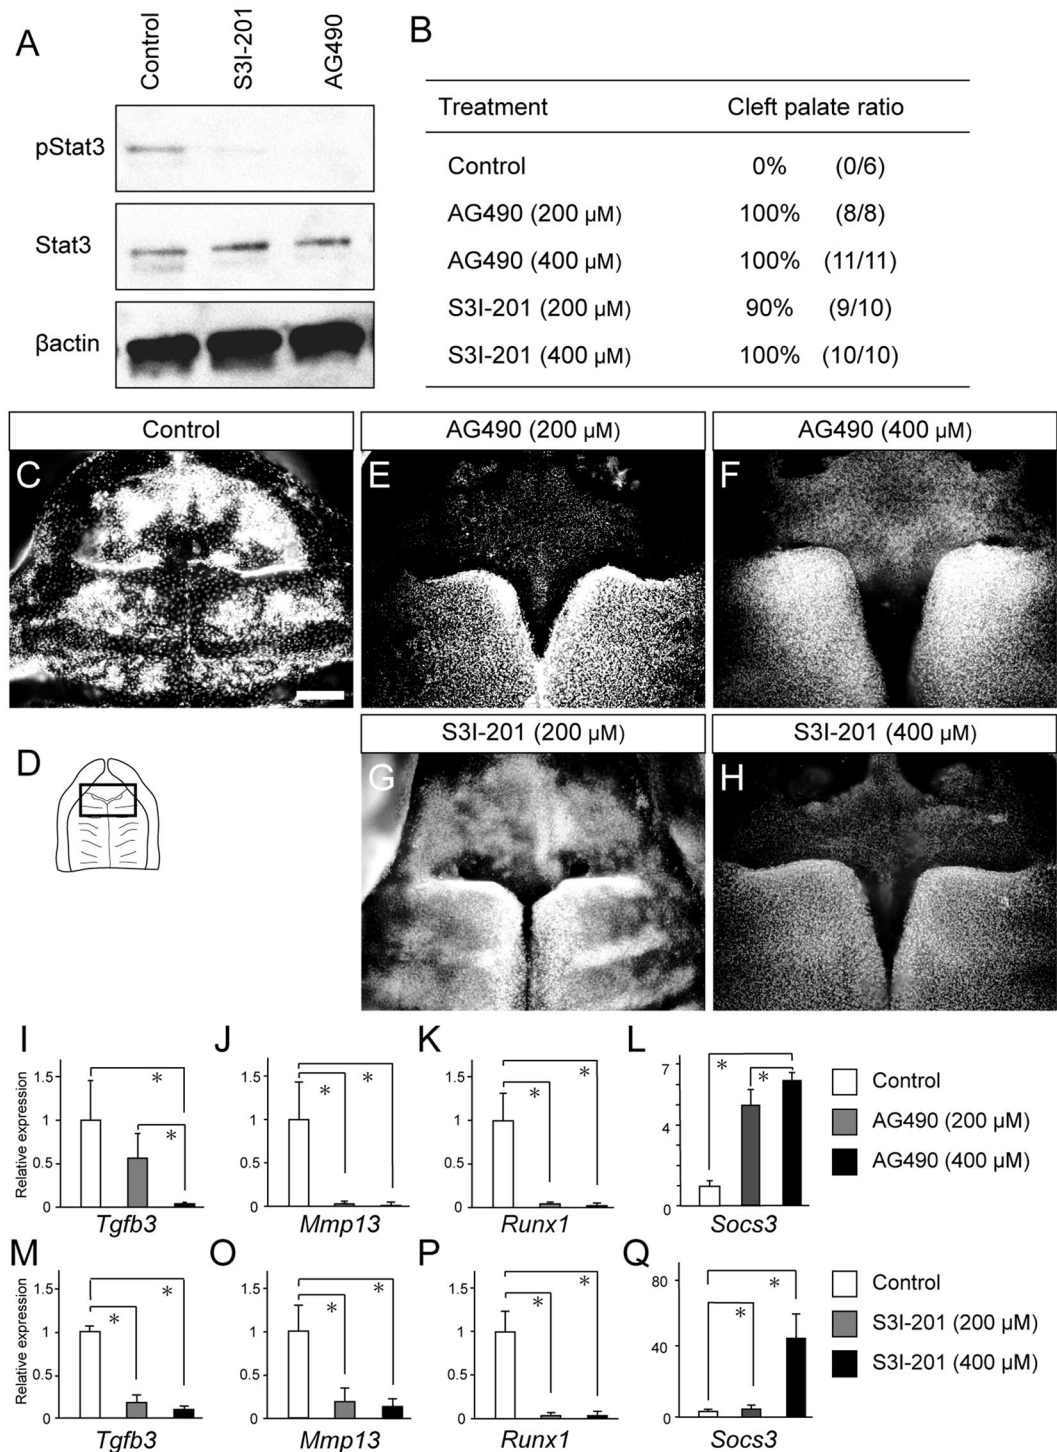 A
Control
S3I-201
AG490
pStat3
Stat3
βactin
B
Treatment Cleft palate ratio
Control 0% (0/6)
AG490 (200 µM) 100% (8/8)
AG490 (400 µM) 100% (11/11)
S3I-201 (200 µM) 90% (9/10)
S3I-201 (400 µM) 100% (10/10)
Control
AG490 (200 µM)
AG490 (400 µM)
C
E
F
S3I-201 (200 µM)
S3I-201 (400 µM)
D
G
H
I
Relative expression
1.5
1
0.5
0
*
*
Tgfb3
J
1.5
1
0.5
0
*
*
Mmp13
K
1.5
1
0.5
0
*
*
Runx1
L
7
4
2
0
*
*
Socs3
Control
AG490 (200 µM)
AG490 (400 µM)
M
Relative expression
1.5
1
0.5
0
*
*
Tgfb3
O
1.5
1
0.5
0
*
*
Mmp13
P
1.5
1
0.5
0
*
*
Runx1
Q
80
40
0
*
*
Socs3
Control
S3I-201 (200 µM)
S3I-201 (400 µM)